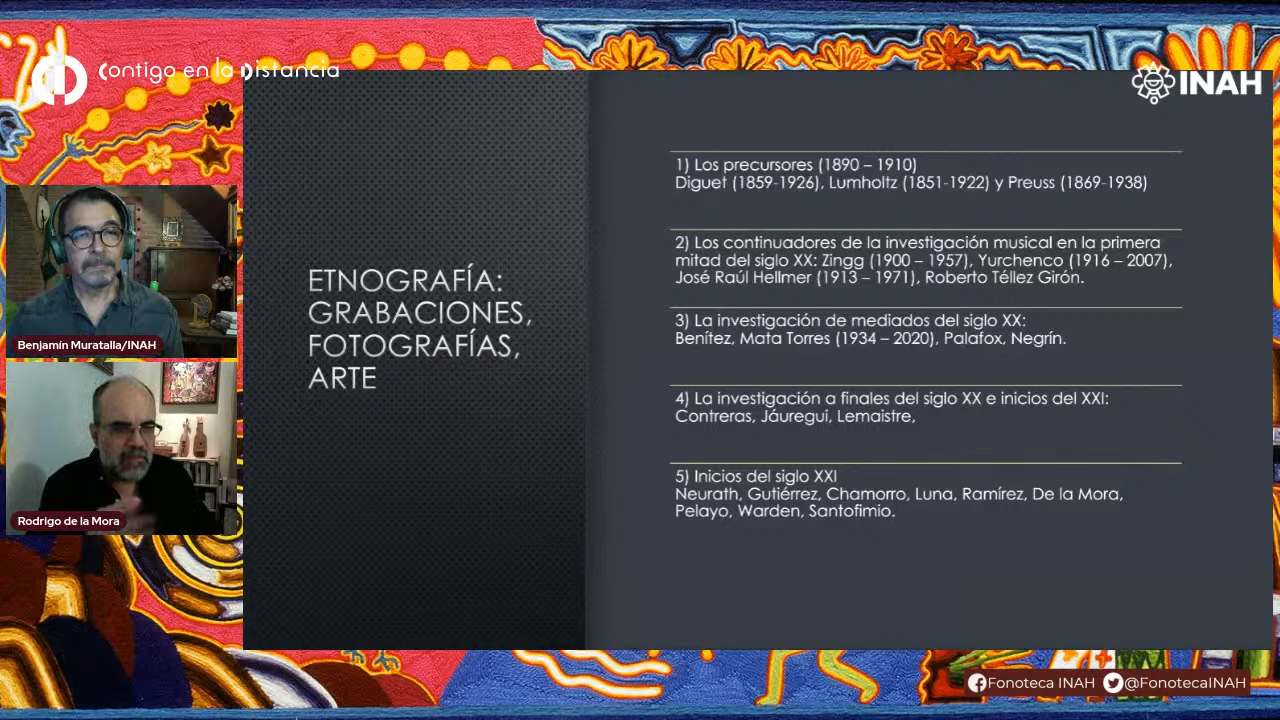 Contigo en la Distancia
INAH
ETNOGRAFÍA:
GRABACIONES,
FOTOGRAFÍAS,
ARTE
1) Los precursores (1890 – 1910)
Diguet (1859-1926), Lumholtz (1851-1922) y Preuss (1869-1938)
2) Los continuadores de la investigación musical en la primera
mitad del siglo XX: Zingg (1900 – 1957), Yurchenco (1916 – 2007),
José Raúl Hellmer (1913 – 1971), Roberto Téllez Girón.
3) La investigación de mediados del siglo XX:
Benítez, Mata Torres (1934 – 2020), Palafox, Negrín.
4) La investigación a finales del siglo XX e inicios del XXI:
Contreras, Jáuregui, Lemaistre,
5) Inicios del siglo XXI
Neurath, Gutiérrez, Chamorro, Luna, Ramírez, De la Mora,
Pelayo, Warden, Santofimio.
Benjamín Muratalla/INAH
Rodrigo de la Mora
Fonoteca INAH @FonotecaINAH